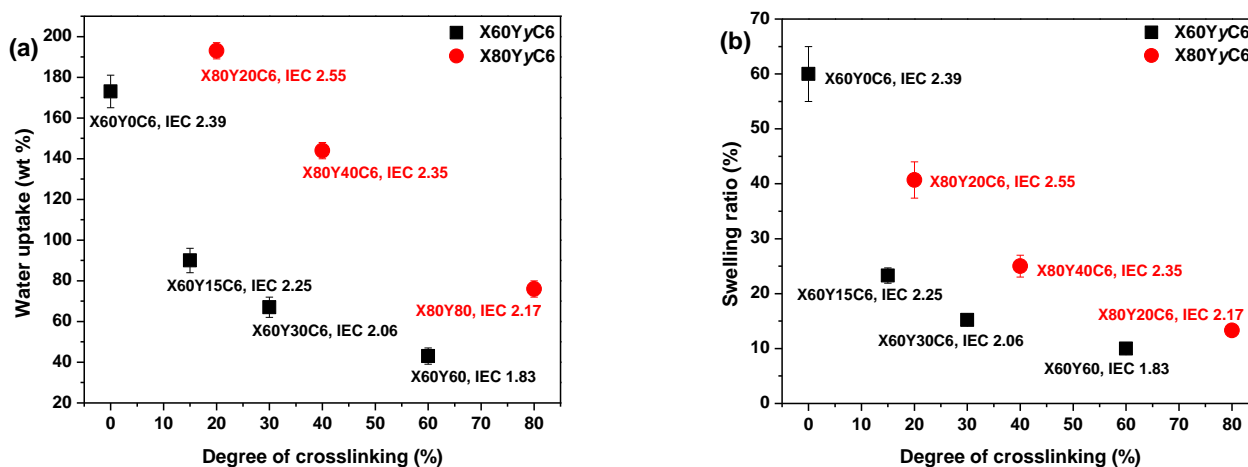 (a)
X60YyC6
X80YyC6
X80Y20C6, IEC 2.55
X60Y0C6, IEC 2.39
X80Y40C6, IEC 2.35
X60Y15C6, IEC 2.25
X60Y30C6, IEC 2.06
X80Y80, IEC 2.17
X60Y60, IEC 1.83
Water uptake (wt %)
200
180
160
140
120
100
80
60
40
20
0 10 20 30 40 50 60 70 80
Degree of crosslinking (%)
(b)
X60YyC6
X80YyC6
X60Y0C6, IEC 2.39
X80Y20C6, IEC 2.55
X80Y40C6, IEC 2.35
X60Y15C6, IEC 2.25
X80Y20C6, IEC 2.17
X60Y30C6, IEC 2.06
X60Y60, IEC 1.83
Swelling ratio (%)
70
60
50
40
30
20
10
0
0 10 20 30 40 50 60 70 80
Degree of crosslinking (%)